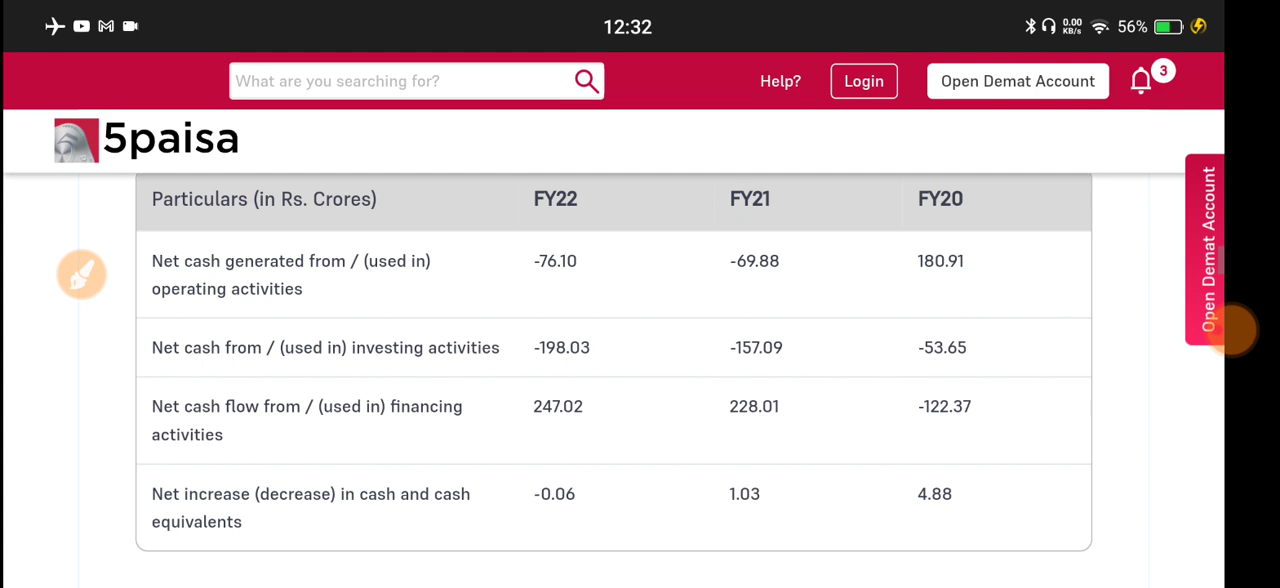 12:32
0.00
KB/s
56%
What are you searching for?
Help?
Login
Open Demat Account
3
5paisa
Open Demat Account
Particulars (in Rs. Crores) FY22 FY21 FY20
Net cash generated from / (used in) -76.10 -69.88 180.91
operating activities
Net cash from / (used in) investing activities -198.03 -157.09 -53.65
Net cash flow from / (used in) financing 247.02 228.01 -122.37
activities
Net increase (decrease) in cash and cash -0.06 1.03 4.88
equivalents